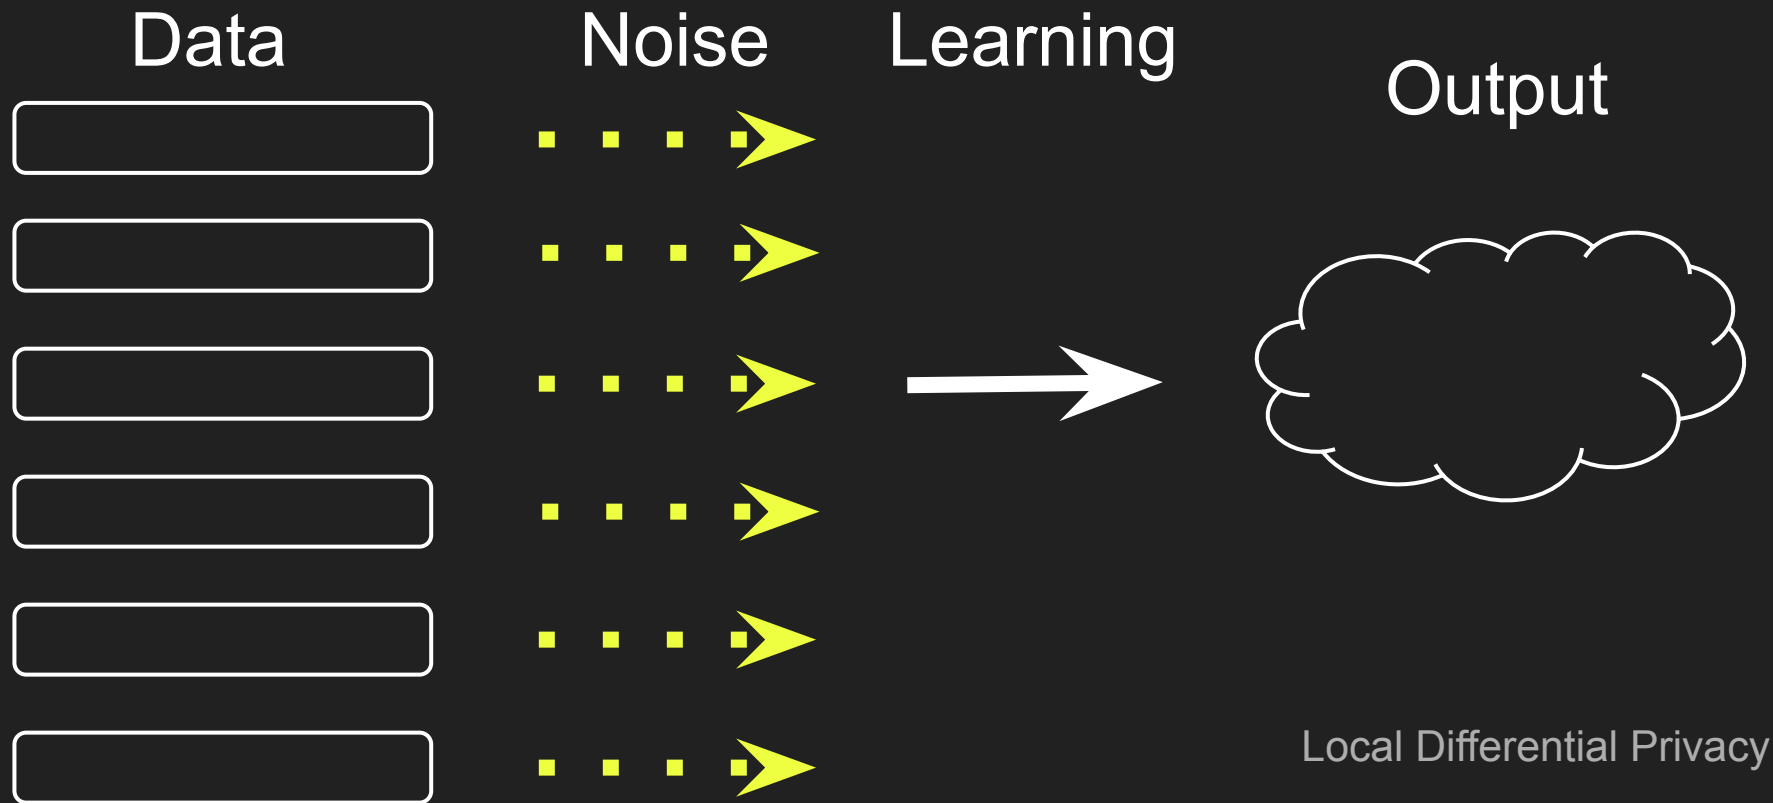 Data
Noise
Learning
Output
Local Differential Privacy